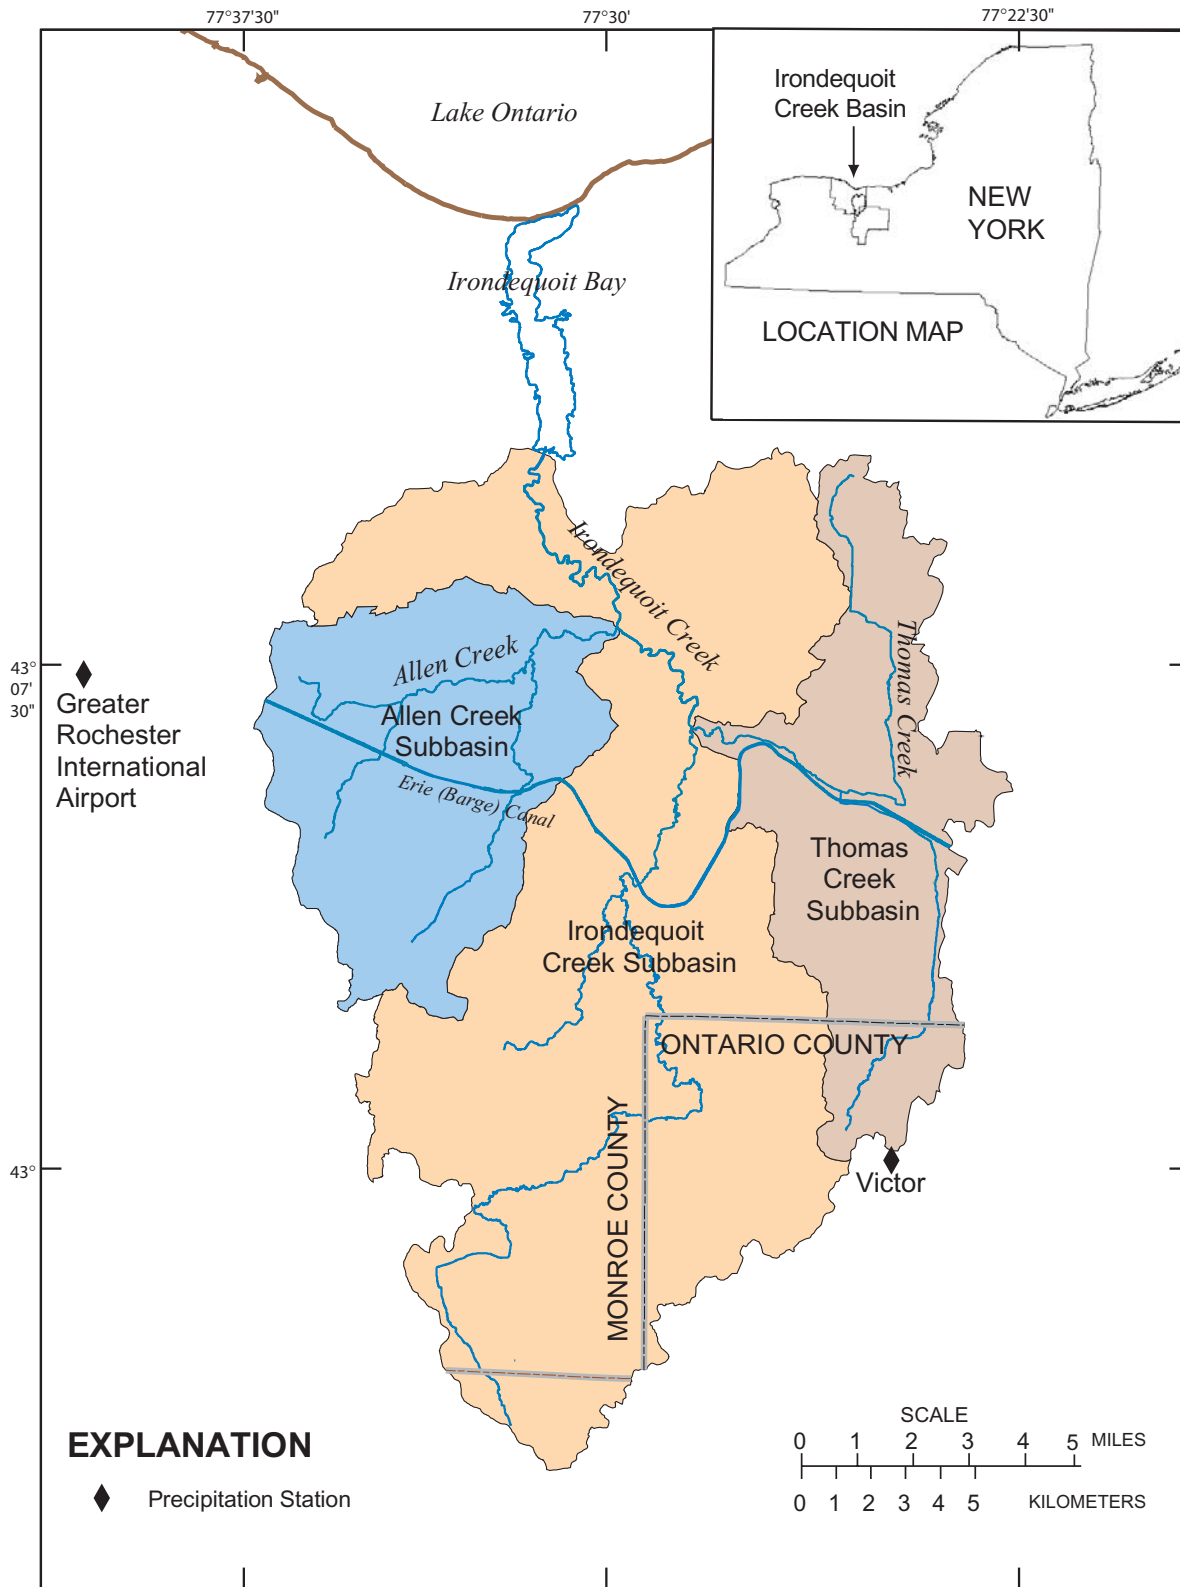 77°37'30"
77°30'
77°22'30"
Lake Ontario
Irondequoit
Creek Basin
NEW
YORK
LOCATION MAP
Irondequoit Bay
Irondequoit Creek
Thomas Creek
Allen Creek
43°
07'
30"
Greater
Rochester
International
Airport
Allen Creek
Subbasin
Erie (Barge) Canal
Thomas
Creek
Subbasin
Irondequoit
Creek Subbasin
ONTARIO COUNTY
MONROE COUNTY
43°
Victor
EXPLANATION
Precipitation Station
SCALE
0 1 2 3 4 5 MILES
0 1 2 3 4 5 KILOMETERS